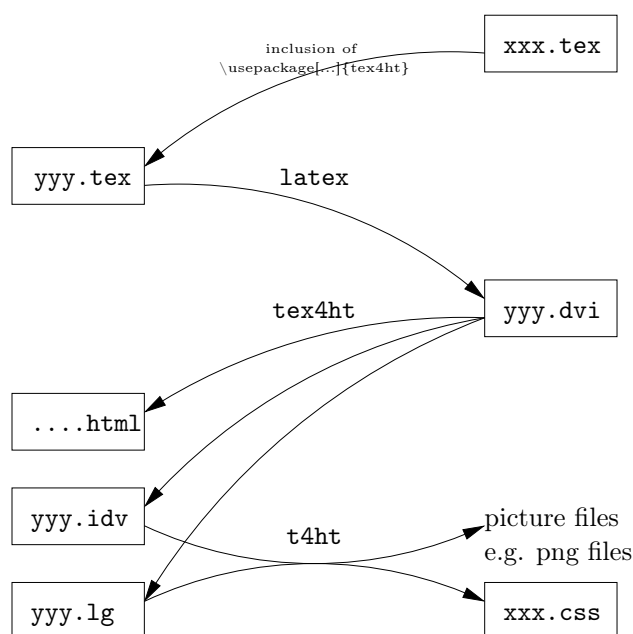 inclusion of
\usepackage[...]{tex4ht}
xxx.tex
yyy.tex
latex
tex4ht
yyy.dvi
....html
yyy.idv
t4ht
picture files
e.g. png files
yyy.lg
xxx.css